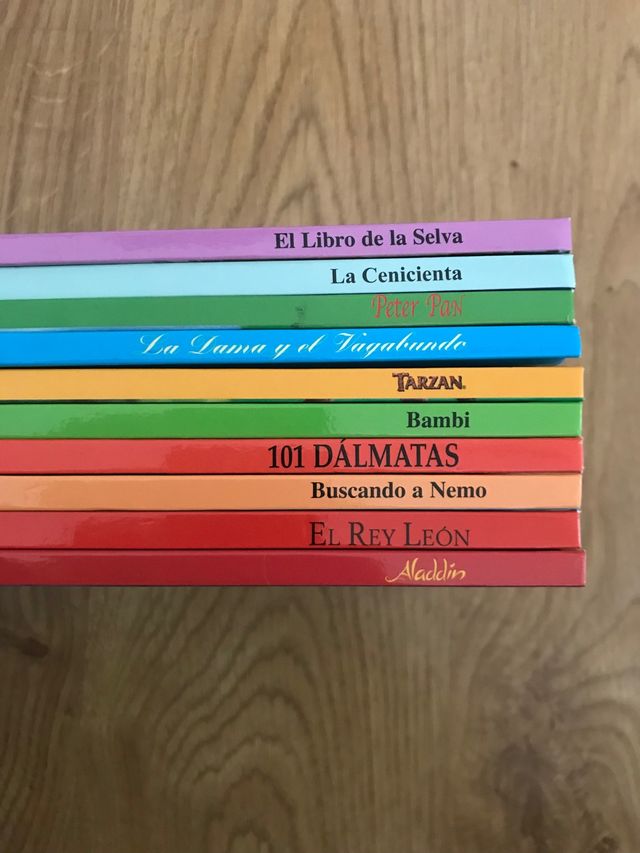 El Libro de la Selva
La Cenicienta
Peter Pan
La Dama y el Vagabundo
TARZAN®
Bambi
101 DÁLMATAS
Buscando a Nemo
EL REY LEÓN
Aladdin